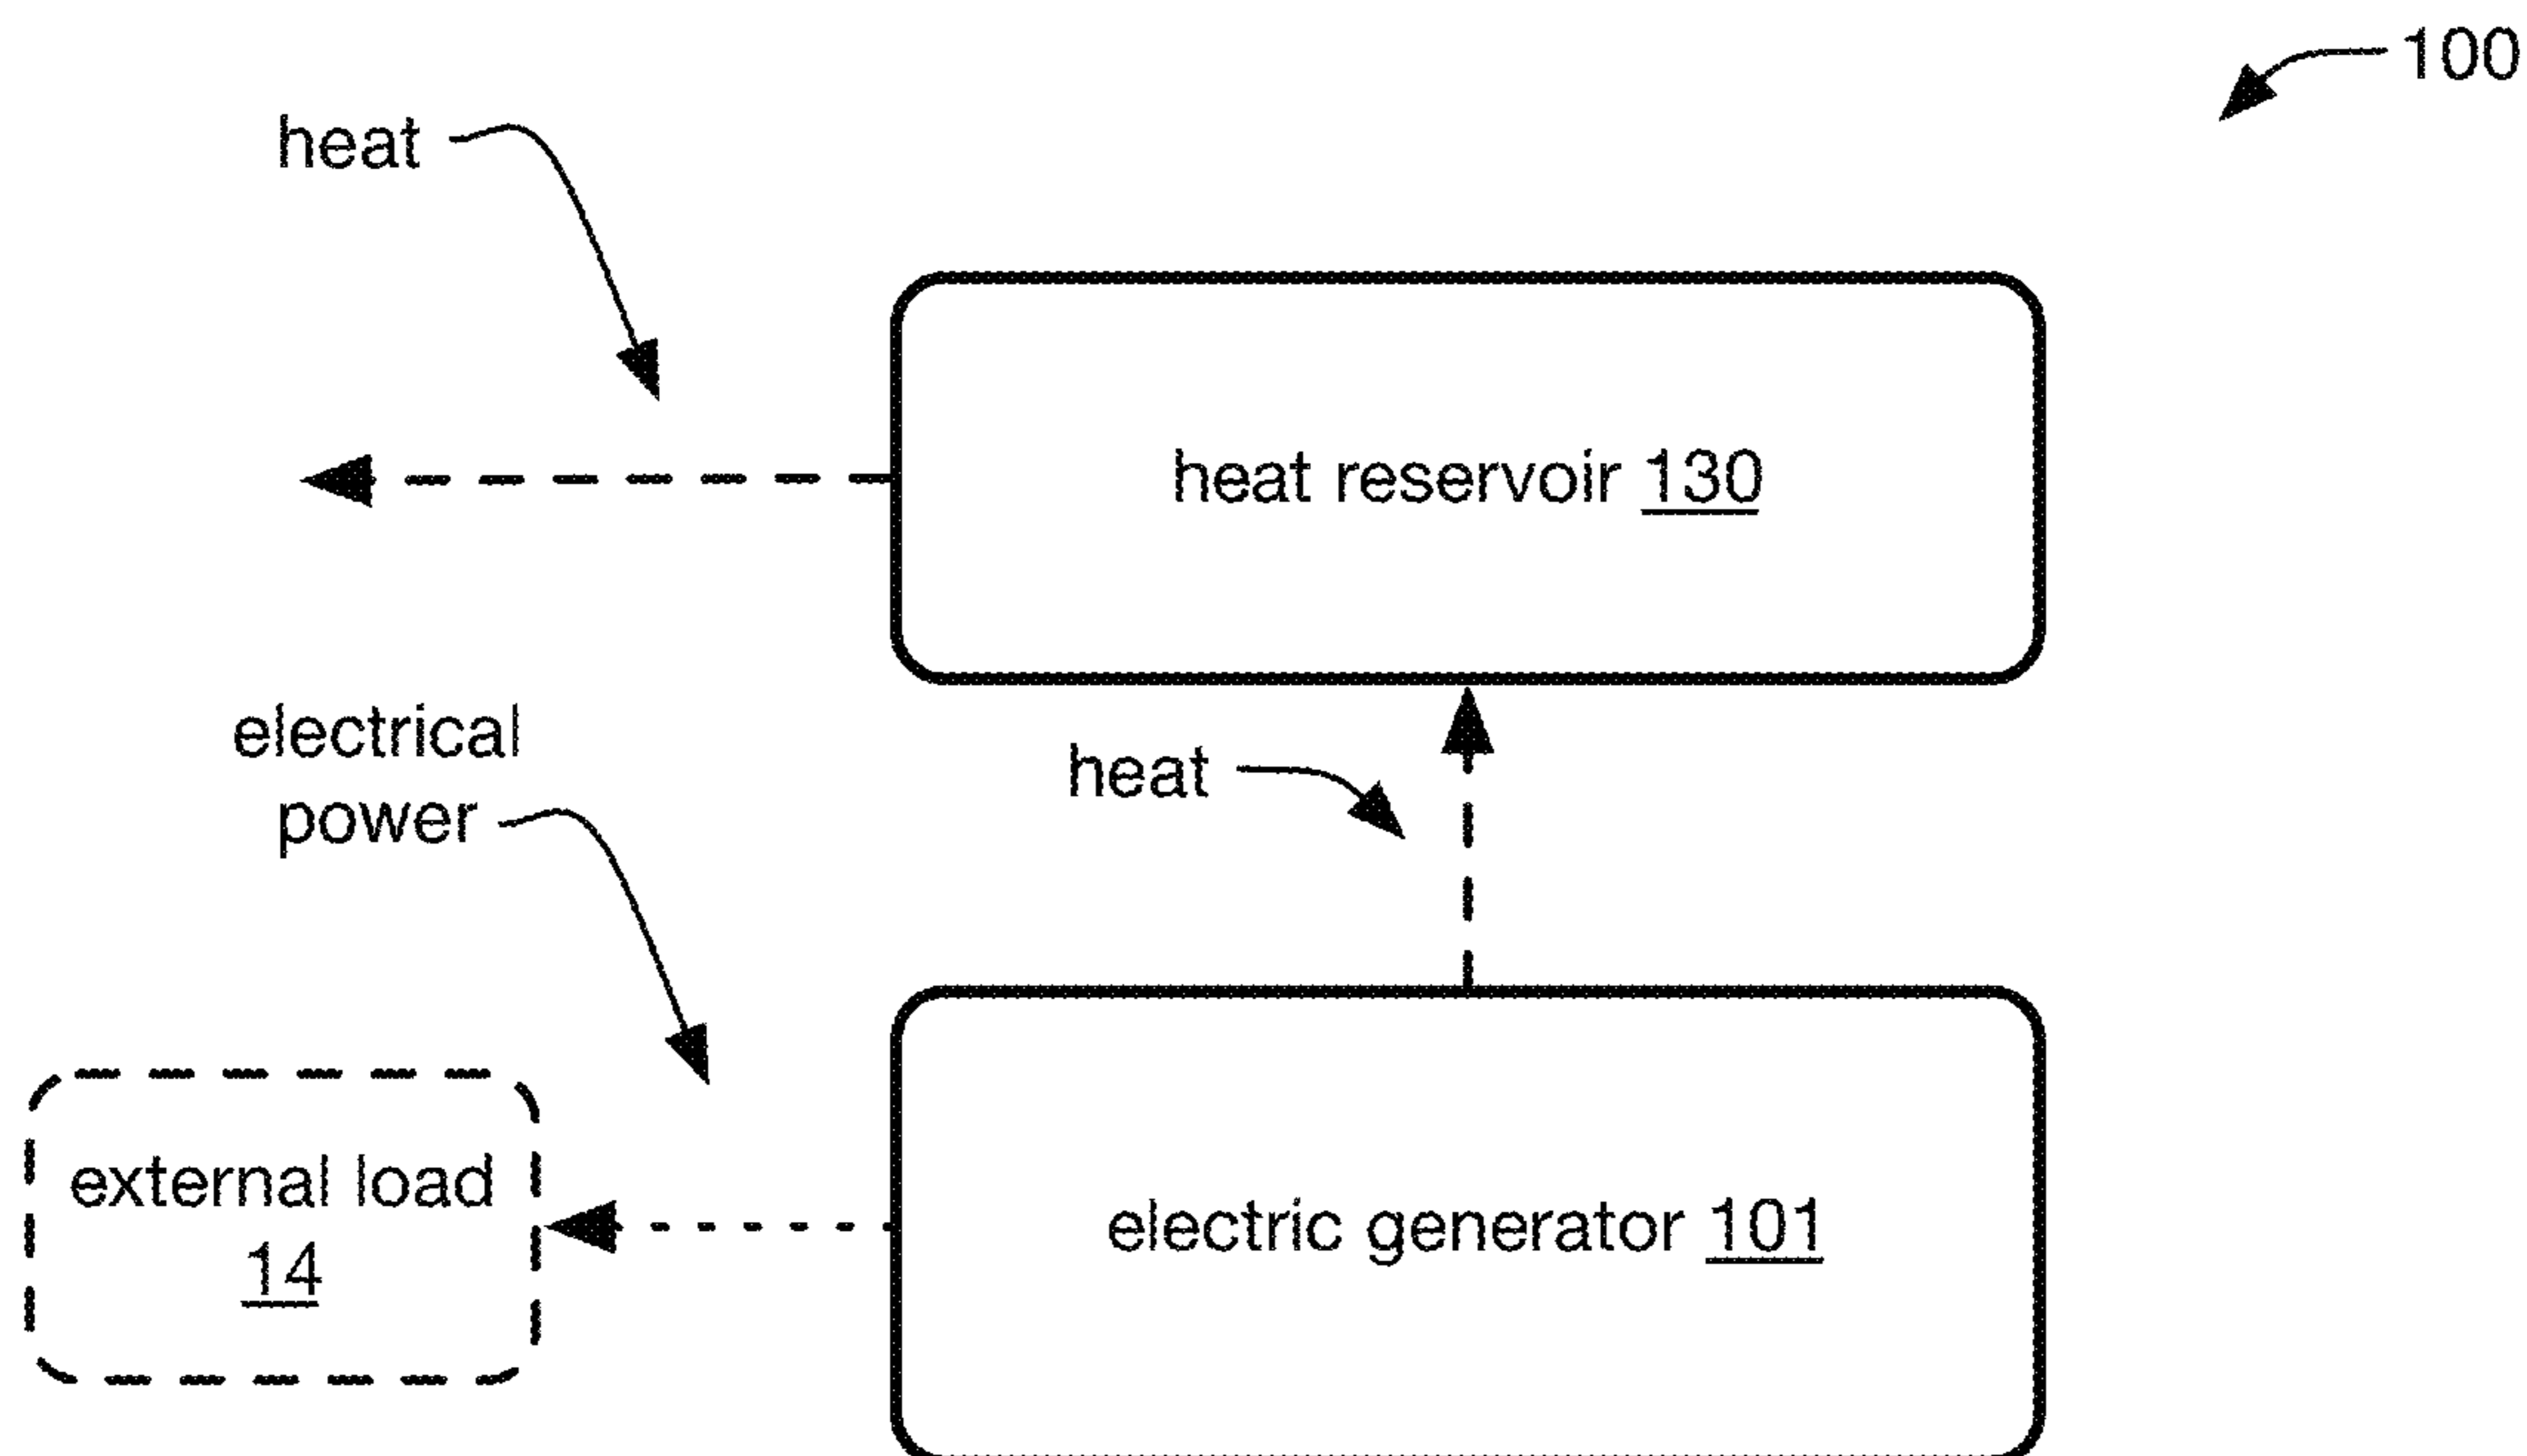 100
heat
heat reservoir 130
electrical
power
heat
external load
14
electric generator 101